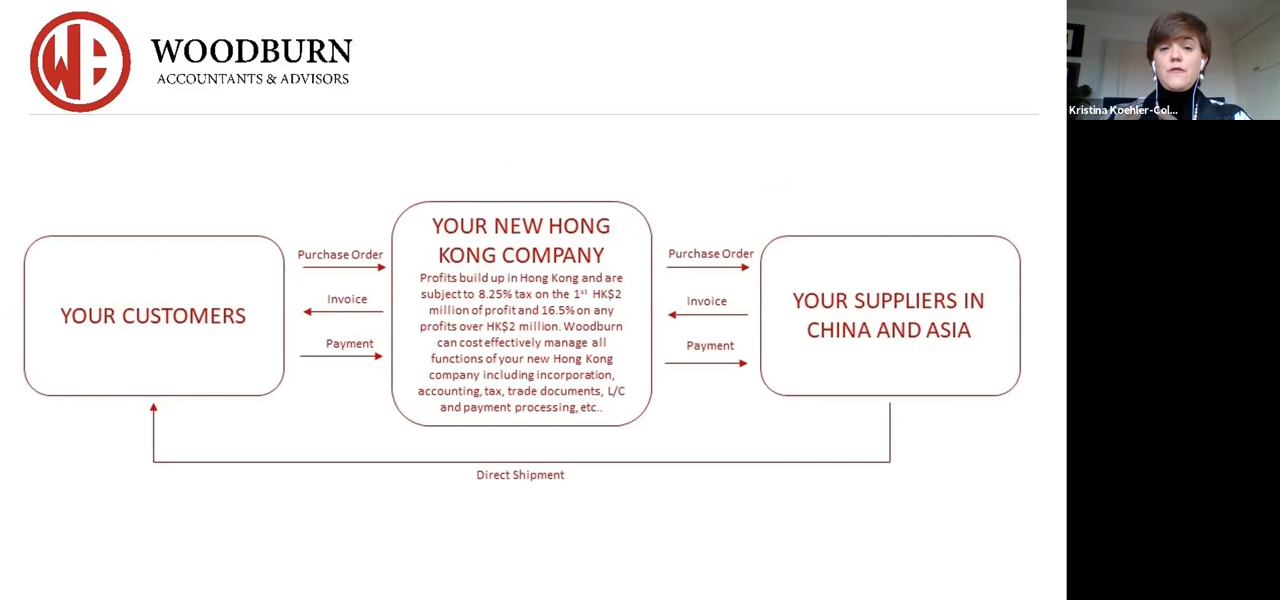 WB
WOODBURN
ACCOUNTANTS & ADVISORS
Kristina Koehler-Col...
YOUR CUSTOMERS
Purchase Order
Invoice
Payment
YOUR NEW HONG
KONG COMPANY
Profits build up in Hong Kong and are
subject to 8.25% tax on the 1st HK$2
million of profit and 16.5% on any
profits over HK$2 million. Woodburn
can cost effectively manage all
functions of your new Hong Kong
company including incorporation,
accounting, tax, trade documents, L/C
and payment processing, etc..
Purchase Order
Invoice
Payment
YOUR SUPPLIERS IN
CHINA AND ASIA
Direct Shipment